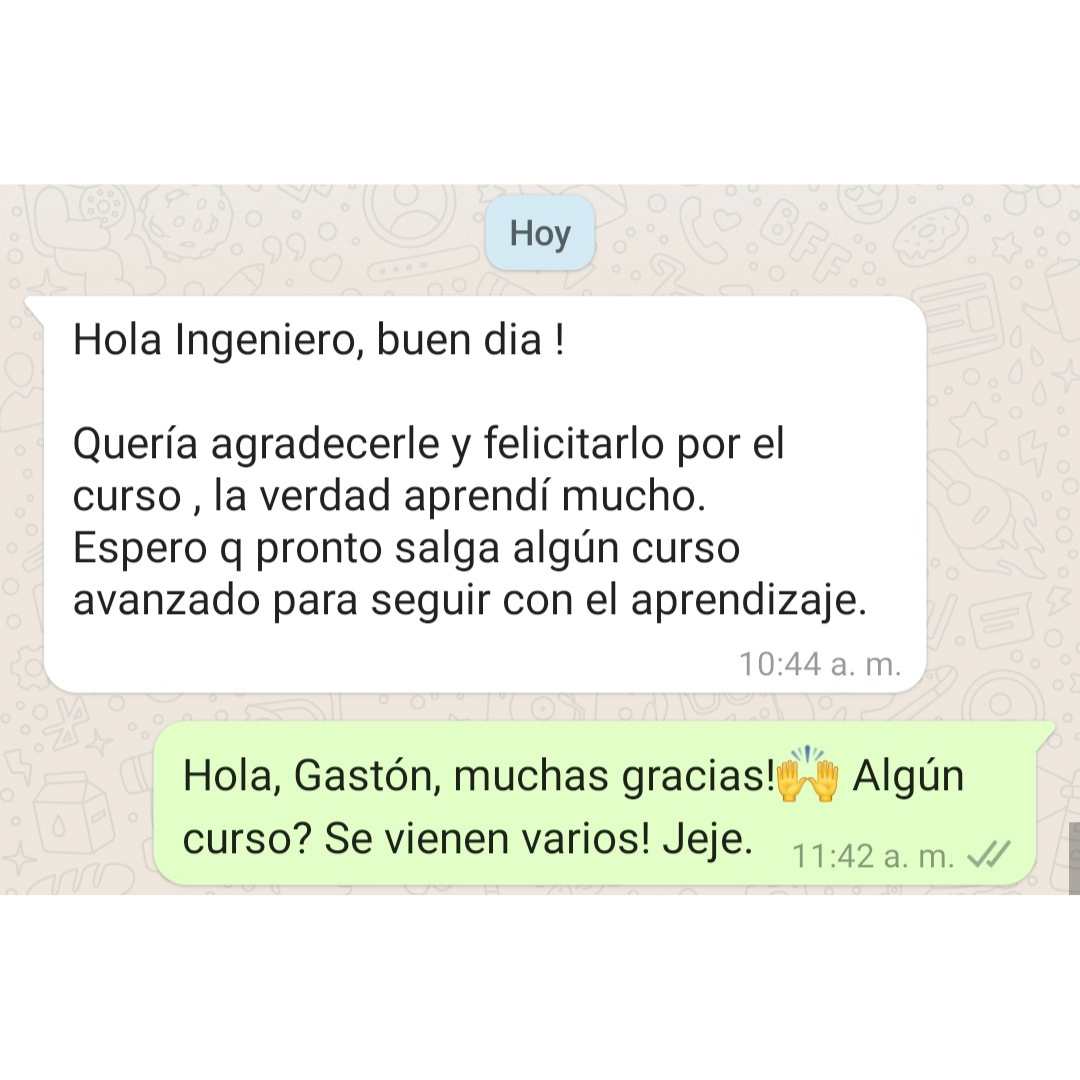 Hoy
Hola Ingeniero, buen dia !
Quería agradecerle y felicitarlo por el
curso , la verdad aprendí mucho.
Espero q pronto salga algún curso
avanzado para seguir con el aprendizaje.
10:44 a. m.
Hola, Gastón, muchas gracias!🙌 Algún
curso? Se vienen varios! Jeje.
11:42 a. m.